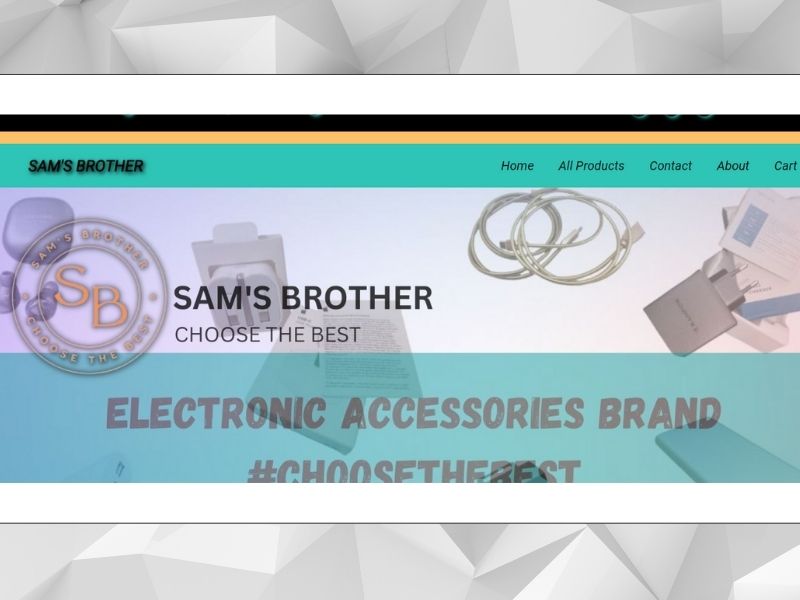 SAM'S BROTHER
Home All Products Contact About Cart
SAM'S BROTHER
SB
CHOOSE THE BEST
SAM'S BROTHER
CHOOSE THE BEST
ELECTRONIC ACCESSORIES BRAND
#CHOOSETHEBEST